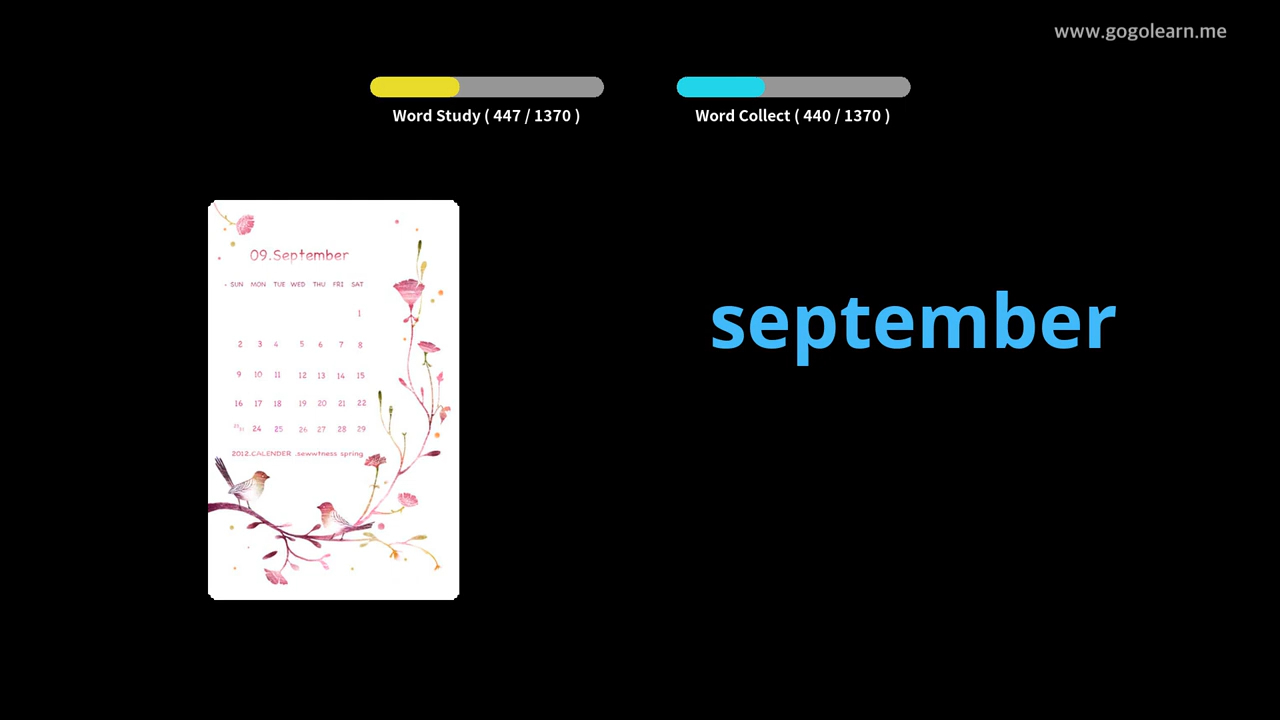 www.gogolearn.me
Word Study ( 447 / 1370 )
Word Collect ( 440 / 1370 )
09.September
SUN MON TUE WED THU FRI SAT
1
2 3 4 5 6 7 8
9 10 11 12 13 14 15
16 17 18 19 20 21 22
24 25 26 27 28 29
2012.CALENDER .sewwtness spring
september